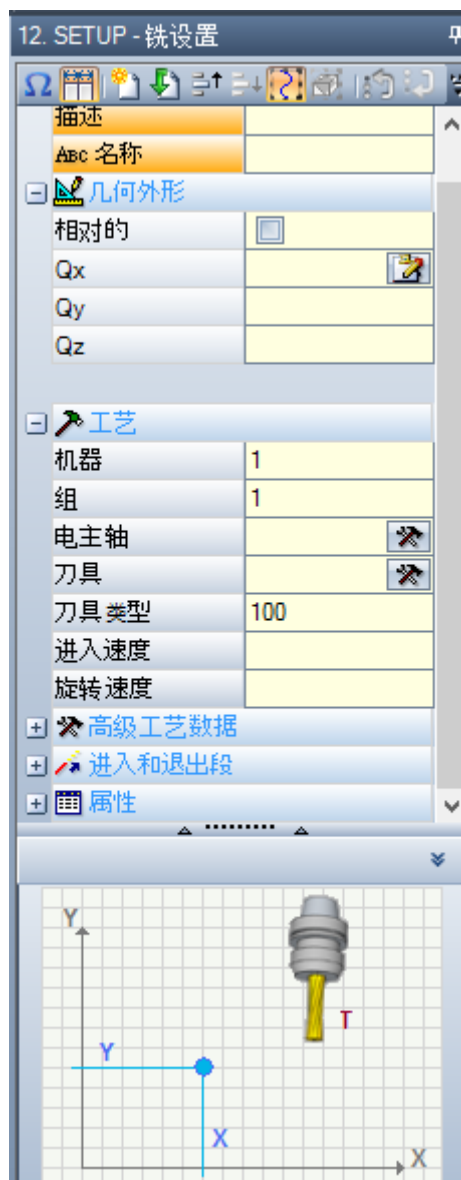 12. SETUP - 铣设置
描述
ABC 名称
几何外形
相对的
Qx
Qy
Qz
工艺
机器 1
组 1
电主轴
刀具
刀具类型 100
进入速度
旋转速度
高级工艺数据
进入和退出段
属性
Y
T
Y
X
X